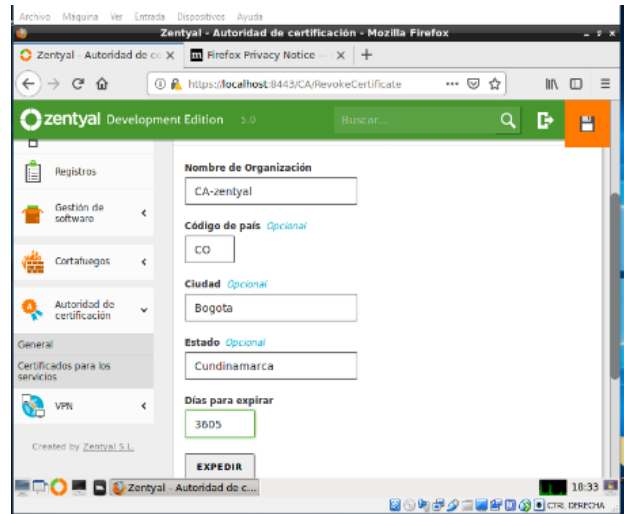 Archivo Máquina Ver Entrada Dispositivos Ayuda
Zentyal - Autoridad de certificación - Mozilla Firefox
Zentyal - Autoridad de ce X
Firefox Privacy Notice — X +
https://localhost:8443/CA/RevokeCertificate
zentyal Development Edition 5.0 Buscar...
Registros
Gestión de
software
Cortafuegos
Autoridad de
certificación
General
Certificados para los
servicios
VPN
Created by Zentyal S.L.
Nombre de Organización
CA-zentyal
Código de país Opcional
CO
Ciudad Opcional
Bogota
Estado Opcional
Cundinamarca
Días para expirar
3605
EXPEDIR
Zentyal - Autoridad de c...
18:33
CTRL DERECHA